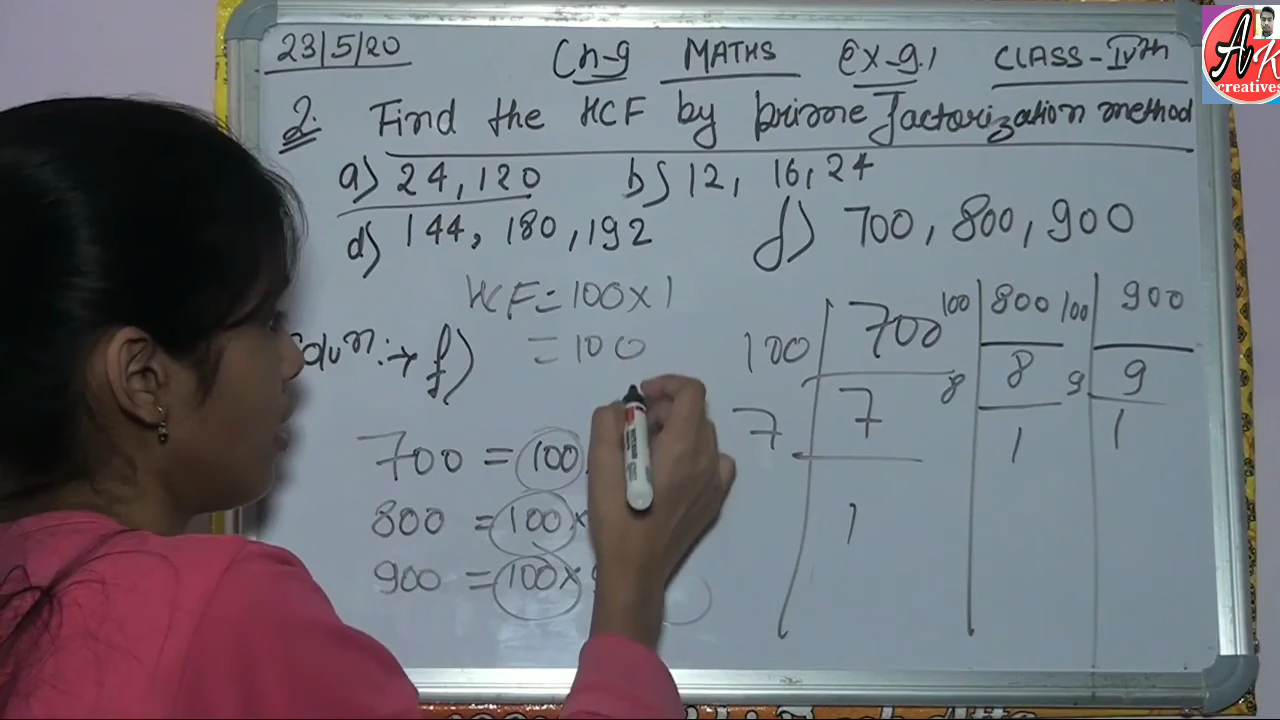 23/5/20 Ch-9 MATHS EX-9.1 CLASS-IVth
2. Find the HCF by prime factorization method
a) 24, 120 b) 12, 16, 24
d) 144, 180, 192 f) 700, 800, 900
HCF = 100 × 1
= 100
Solun:→ f)
700 = 100
800 = 100 ×
900 = 100 ×
100 700 100 800 100 900
7 7 8 8 9 9
1 1 1
AK
creatives